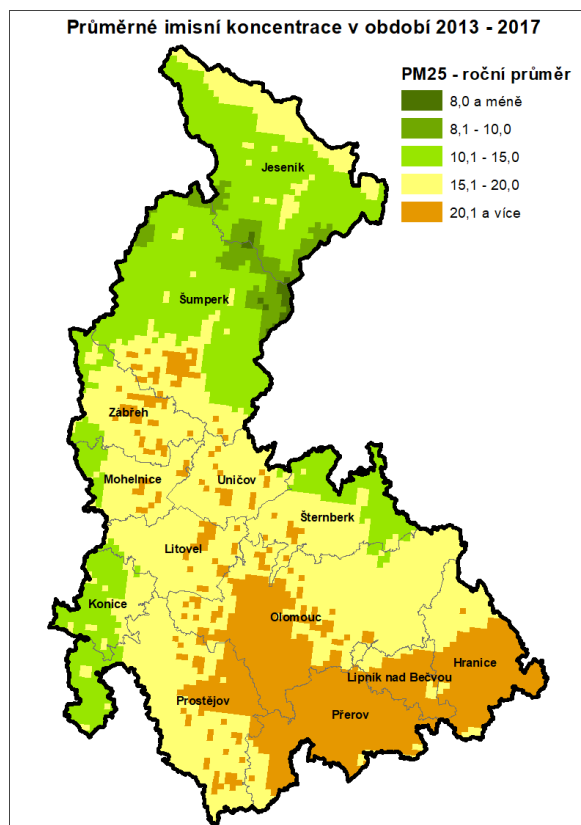 Průměrné imisní koncentrace v období 2013 - 2017
PM25 - roční průměr
8,0 a méně
8,1 - 10,0
10,1 - 15,0
15,1 - 20,0
20,1 a více
Jeseník
Šumperk
Zábřeh
Mohelnice
Uničov
Šternberk
Litovel
Konice
Olomouc
Hranice
Lipník nad Bečvou
Prostějov
Přerov